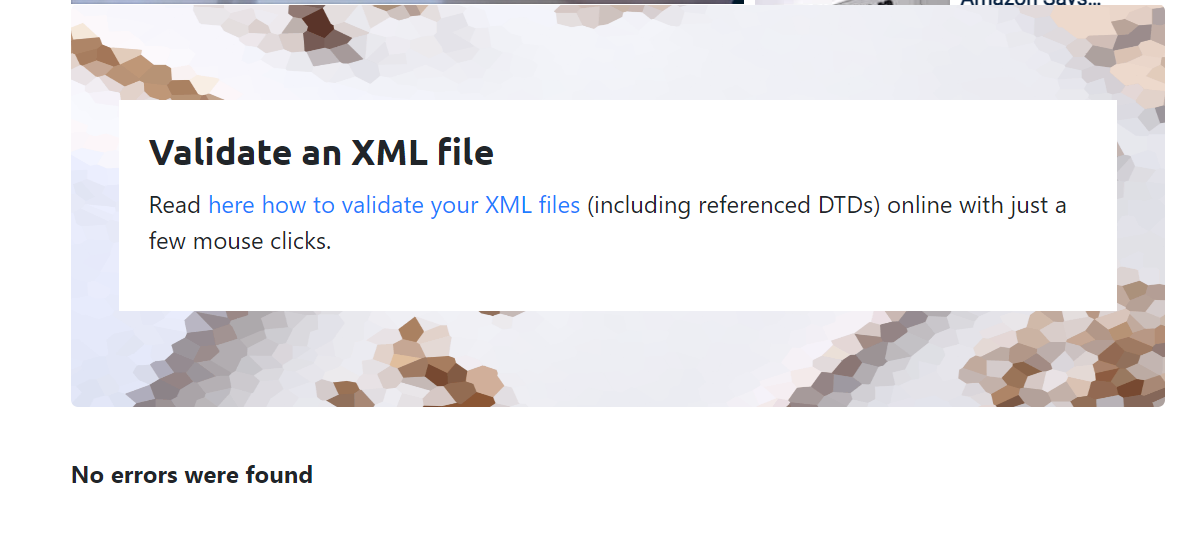 Amazon Says...
Validate an XML file
Read here how to validate your XML files (including referenced DTDs) online with just a
few mouse clicks.
No errors were found